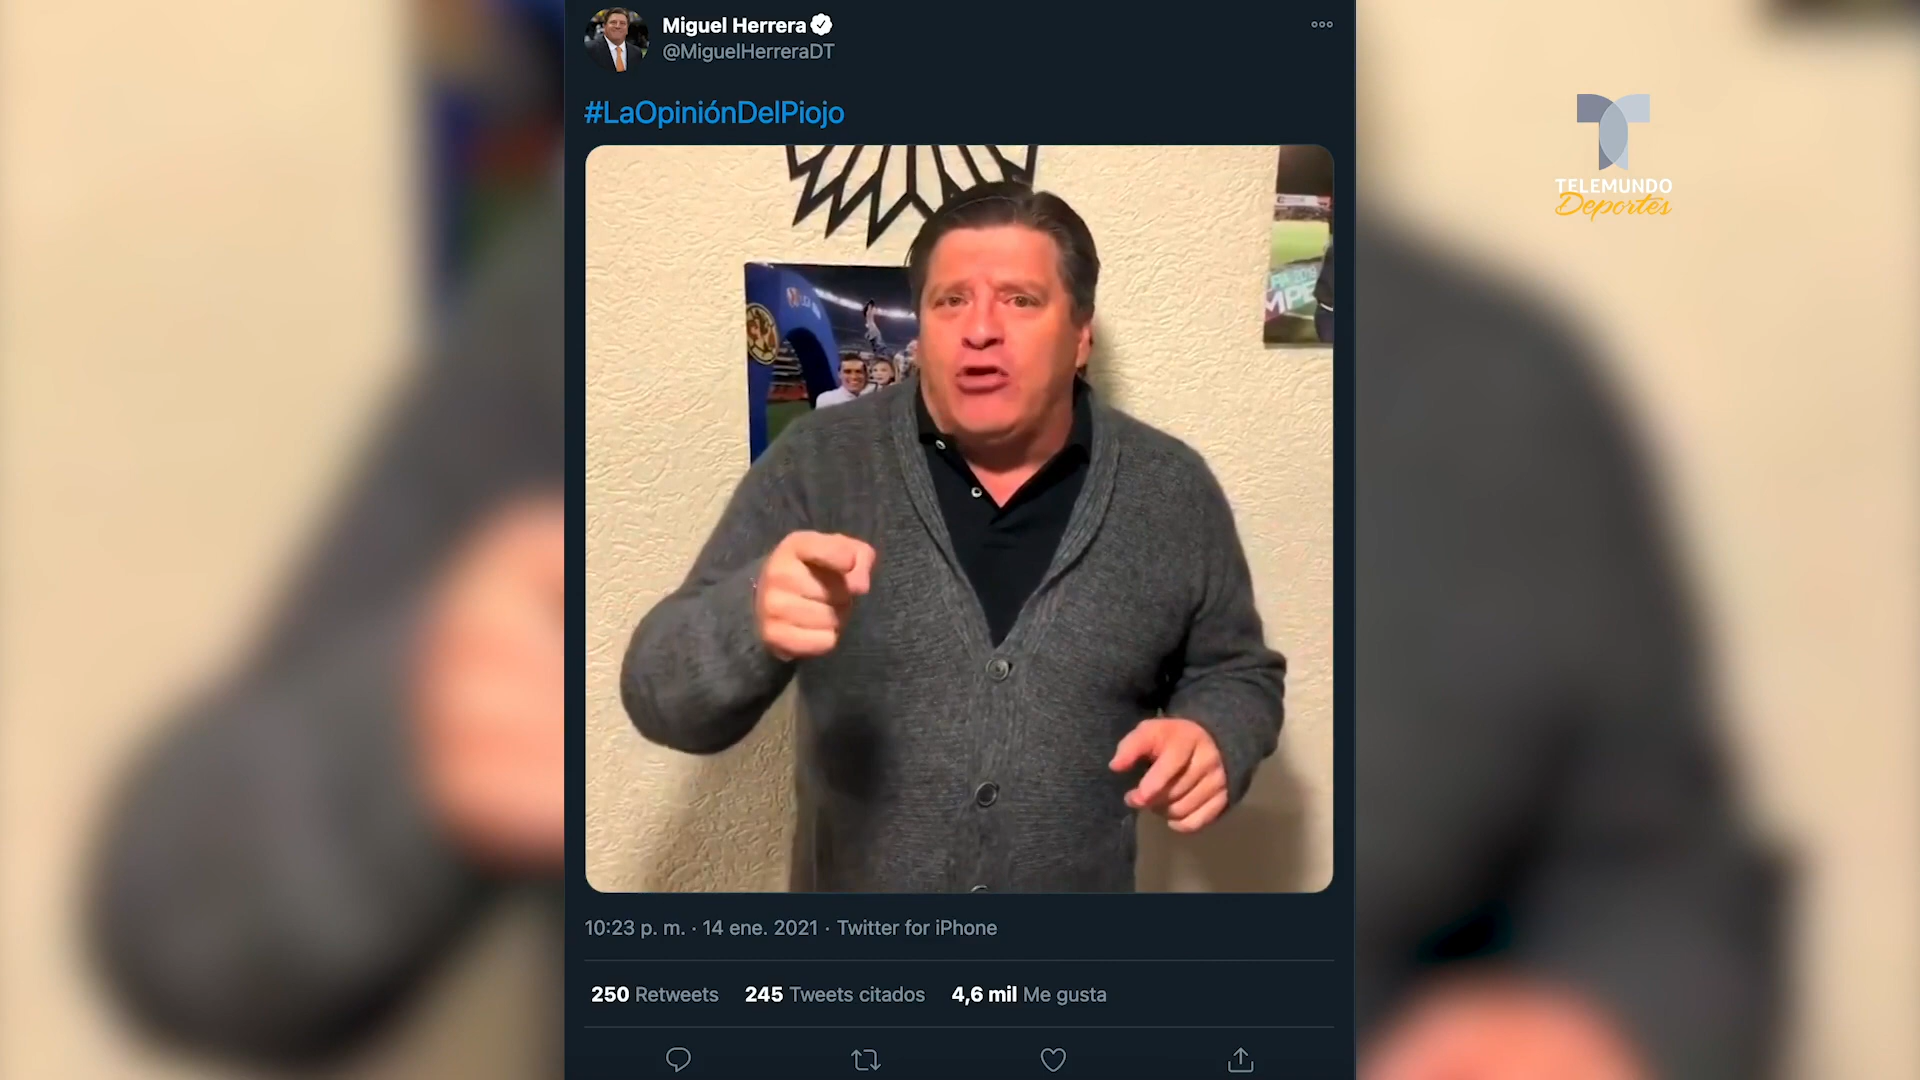 Miguel Herrera
@MiguelHerreraDT
#LaOpiniónDelPiojo
TELEMUNDO
Deportes
10:23 p. m. · 14 ene. 2021 · Twitter for iPhone
250 Retweets 245 Tweets citados 4,6 mil Me gusta